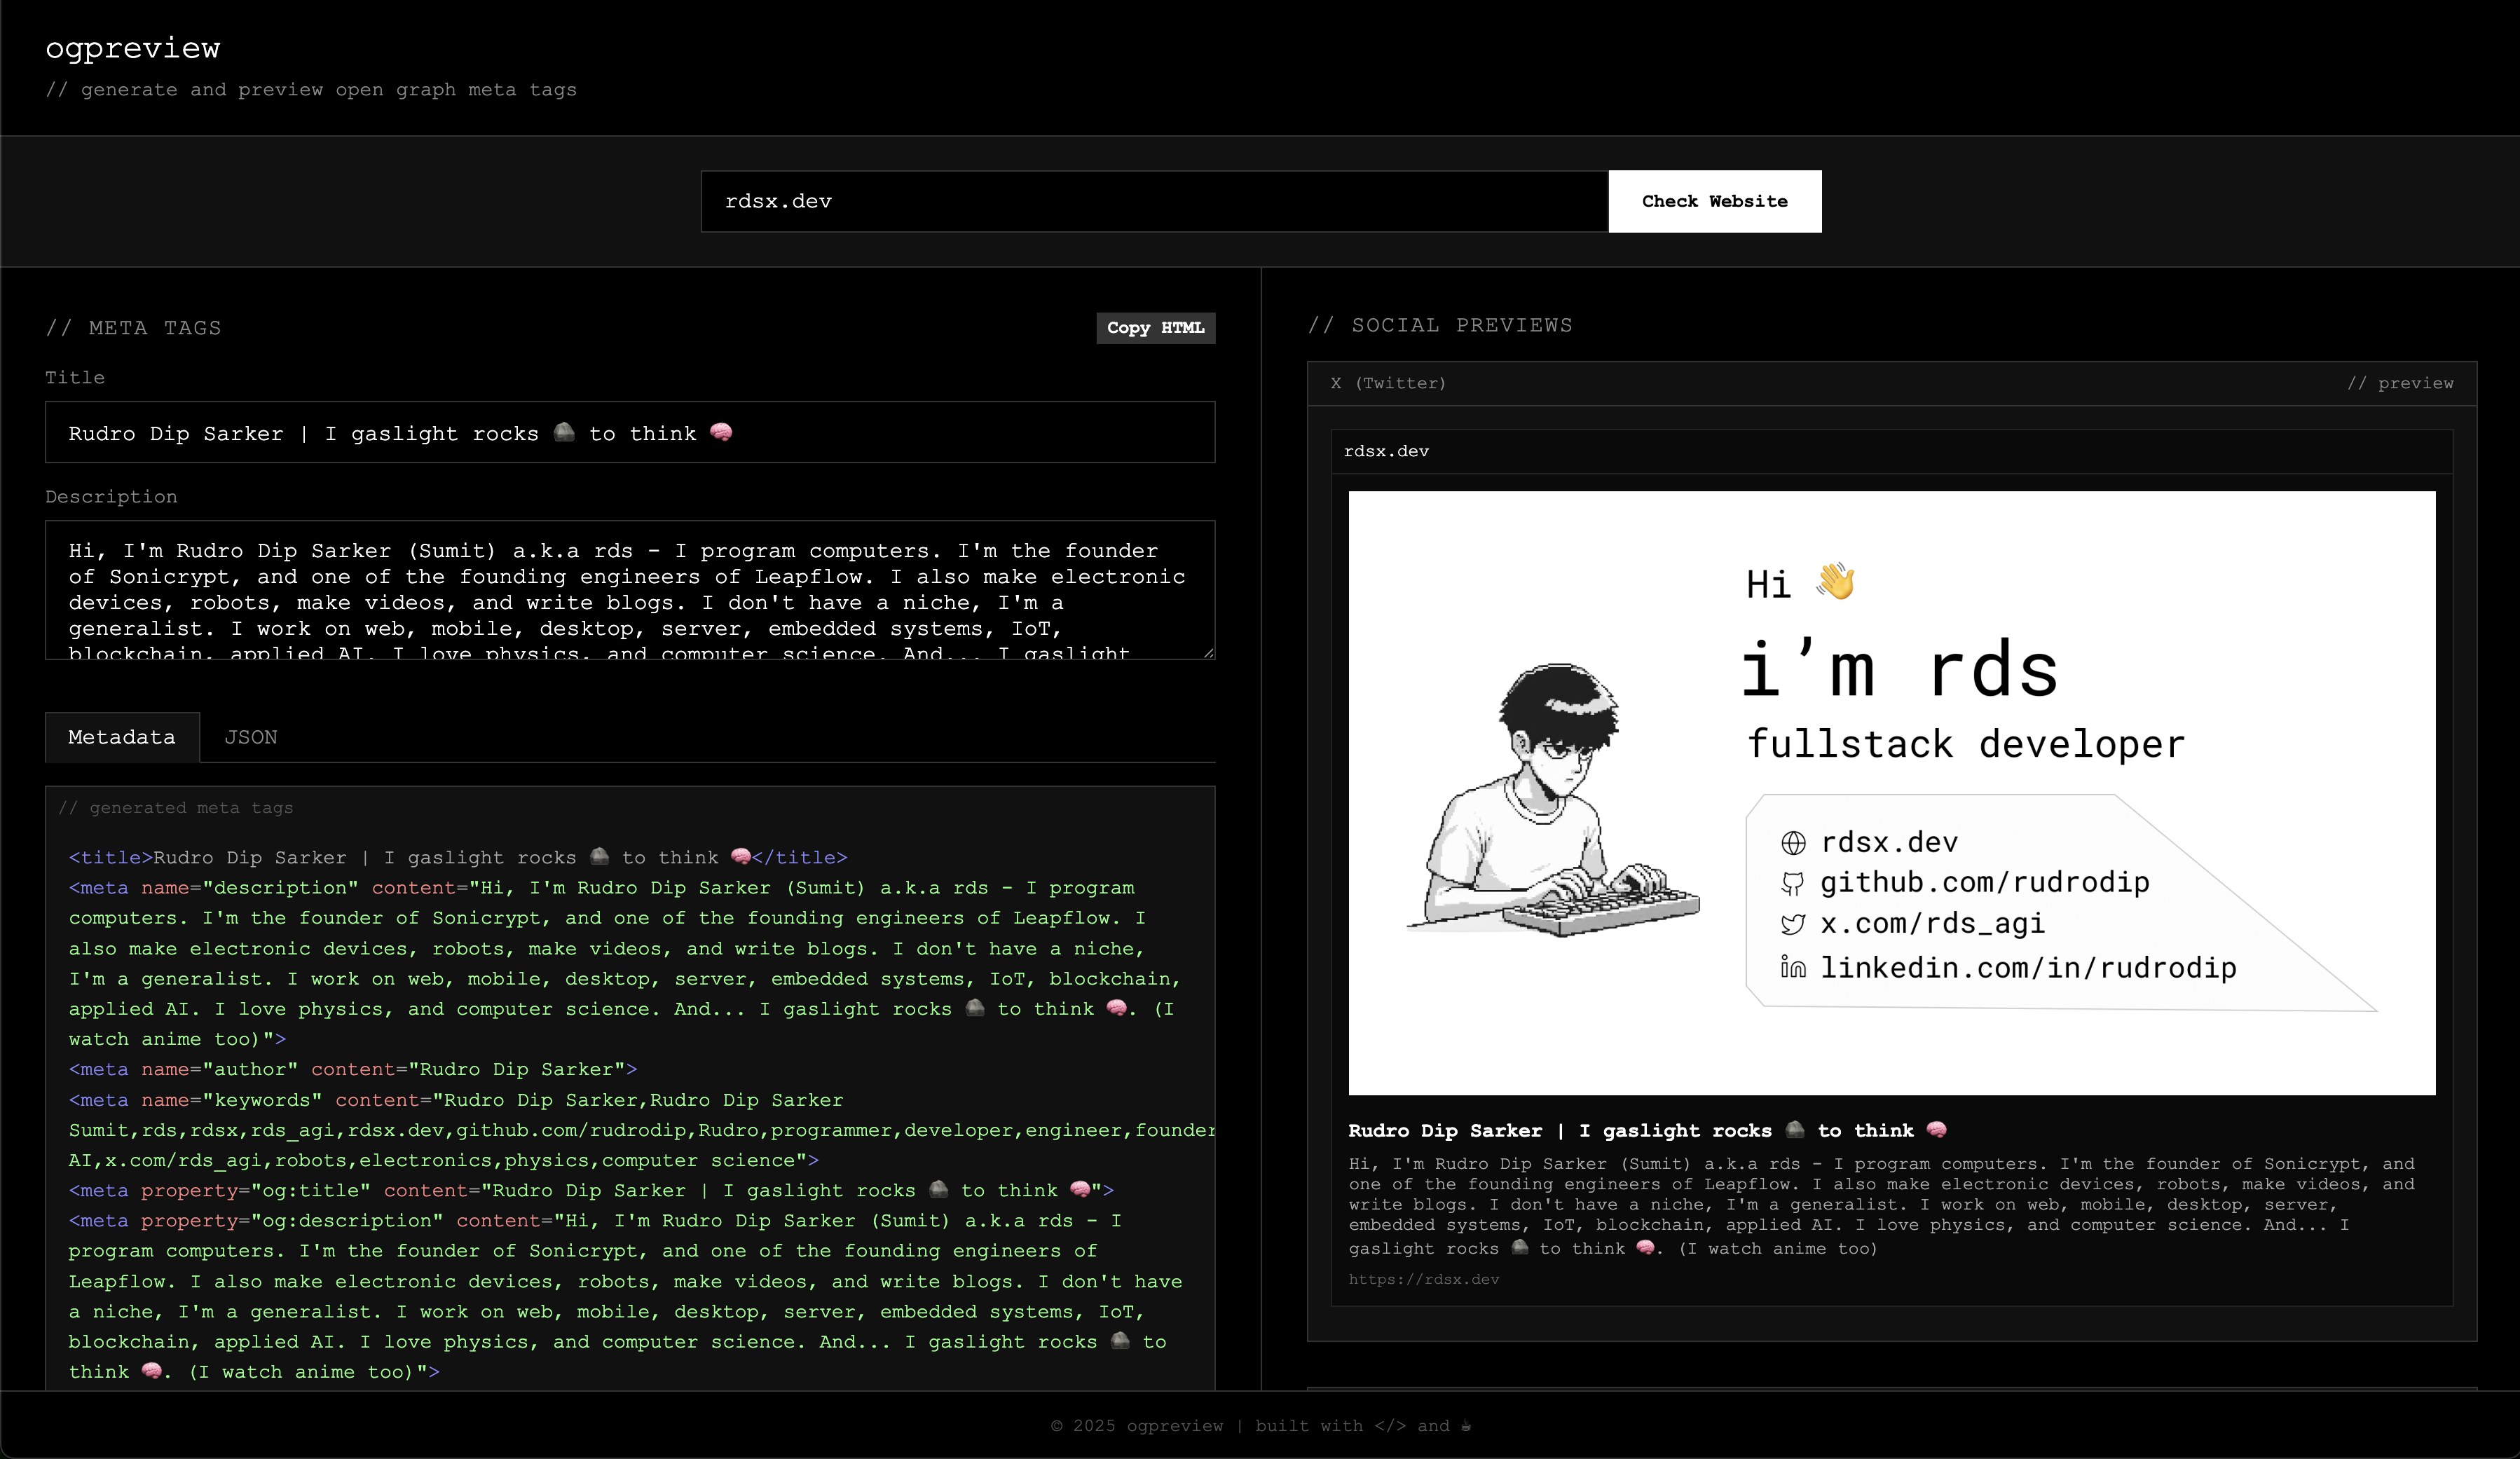 ogpreview
// generate and preview open graph meta tags
rdsx.dev
Check Website
// META TAGS
Copy HTML
Title
Rudro Dip Sarker | I gaslight rocks 🪨 to think 🧠
Description
Hi, I'm Rudro Dip Sarker (Sumit) a.k.a rds - I program computers. I'm the founder
of Sonicrypt, and one of the founding engineers of Leapflow. I also make electronic
devices, robots, make videos, and write blogs. I don't have a niche, I'm a
generalist. I work on web, mobile, desktop, server, embedded systems, IoT,
blockchain, applied AI. I love physics, and computer science. And... I gaslight
Metadata
JSON
// generated meta tags
<title>Rudro Dip Sarker | I gaslight rocks 🪨 to think 🧠</title>
<meta name="description" content="Hi, I'm Rudro Dip Sarker (Sumit) a.k.a rds - I program
computers. I'm the founder of Sonicrypt, and one of the founding engineers of Leapflow. I
also make electronic devices, robots, make videos, and write blogs. I don't have a niche,
I'm a generalist. I work on web, mobile, desktop, server, embedded systems, IoT, blockchain,
applied AI. I love physics, and computer science. And... I gaslight rocks 🪨 to think 🧠. (I
watch anime too)">
<meta name="author" content="Rudro Dip Sarker">
<meta name="keywords" content="Rudro Dip Sarker,Rudro Dip Sarker
Sumit,rds,rdsx,rds_agi,rdsx.dev,github.com/rudrodip,Rudro,programmer,developer,engineer,founder
AI,x.com/rds_agi,robots,electronics,physics,computer science">
<meta property="og:title" content="Rudro Dip Sarker | I gaslight rocks 🪨 to think 🧠">
<meta property="og:description" content="Hi, I'm Rudro Dip Sarker (Sumit) a.k.a rds - I
program computers. I'm the founder of Sonicrypt, and one of the founding engineers of
Leapflow. I also make electronic devices, robots, make videos, and write blogs. I don't have
a niche, I'm a generalist. I work on web, mobile, desktop, server, embedded systems, IoT,
blockchain, applied AI. I love physics, and computer science. And... I gaslight rocks 🪨 to
think 🧠. (I watch anime too)">
// SOCIAL PREVIEWS
X (Twitter)
// preview
rdsx.dev
Hi 👋
i’m rds
fullstack developer
rdsx.dev
github.com/rudrodip
x.com/rds_agi
linkedin.com/in/rudrodip
Rudro Dip Sarker | I gaslight rocks 🪨 to think 🧠
Hi, I'm Rudro Dip Sarker (Sumit) a.k.a rds - I program computers. I'm the founder of Sonicrypt, and
one of the founding engineers of Leapflow. I also make electronic devices, robots, make videos, and
write blogs. I don't have a niche, I'm a generalist. I work on web, mobile, desktop, server,
embedded systems, IoT, blockchain, applied AI. I love physics, and computer science. And... I
gaslight rocks 🪨 to think 🧠. (I watch anime too)
https://rdsx.dev
© 2025 ogpreview | built with </> and ☕